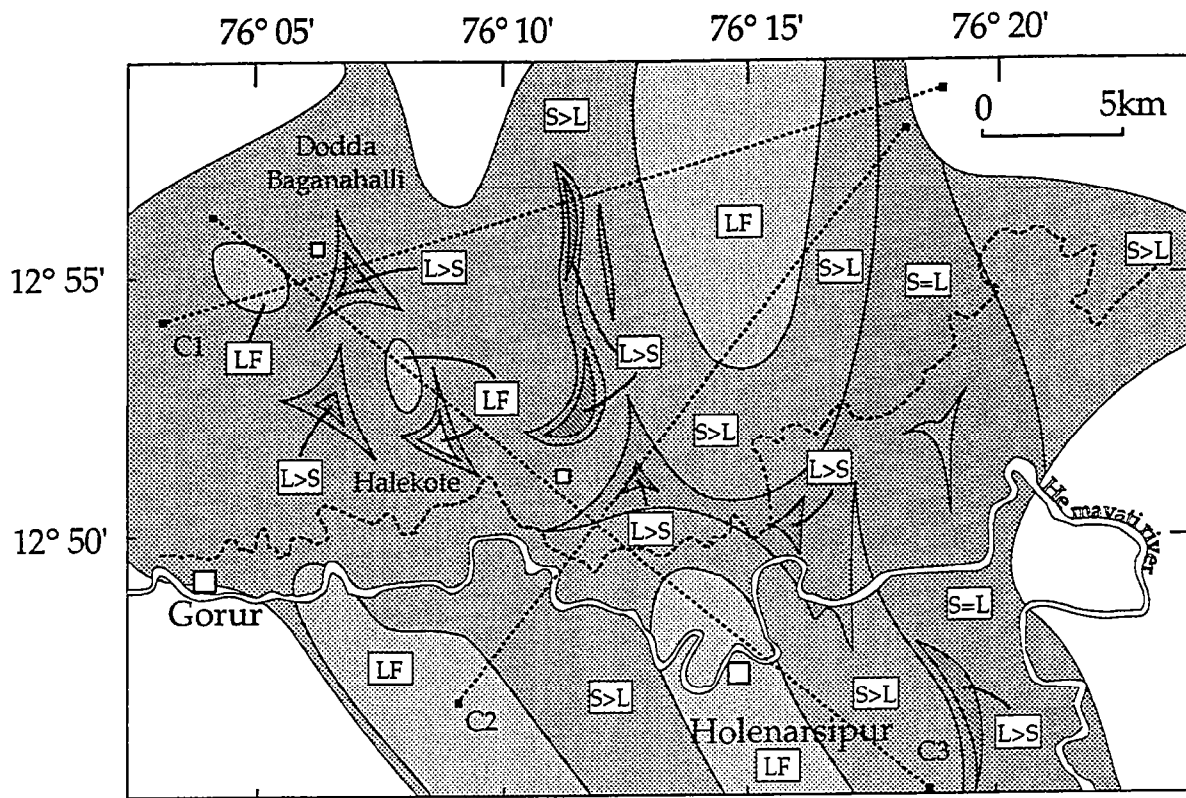 76° 05'
76° 10'
76° 15'
76° 20'
0
5km
S>L
Dodda
Baganahalli
LF
S>L
12° 55'
L>S
S>L
S=L
C1
LF
L>S
LF
S>L
L>S
Halekote
L>S
L>S
Hemavati river
12° 50'
Gorur
S=L
LF
S>L
S>L
C2
Holenarsipur
L>S
C3
LF